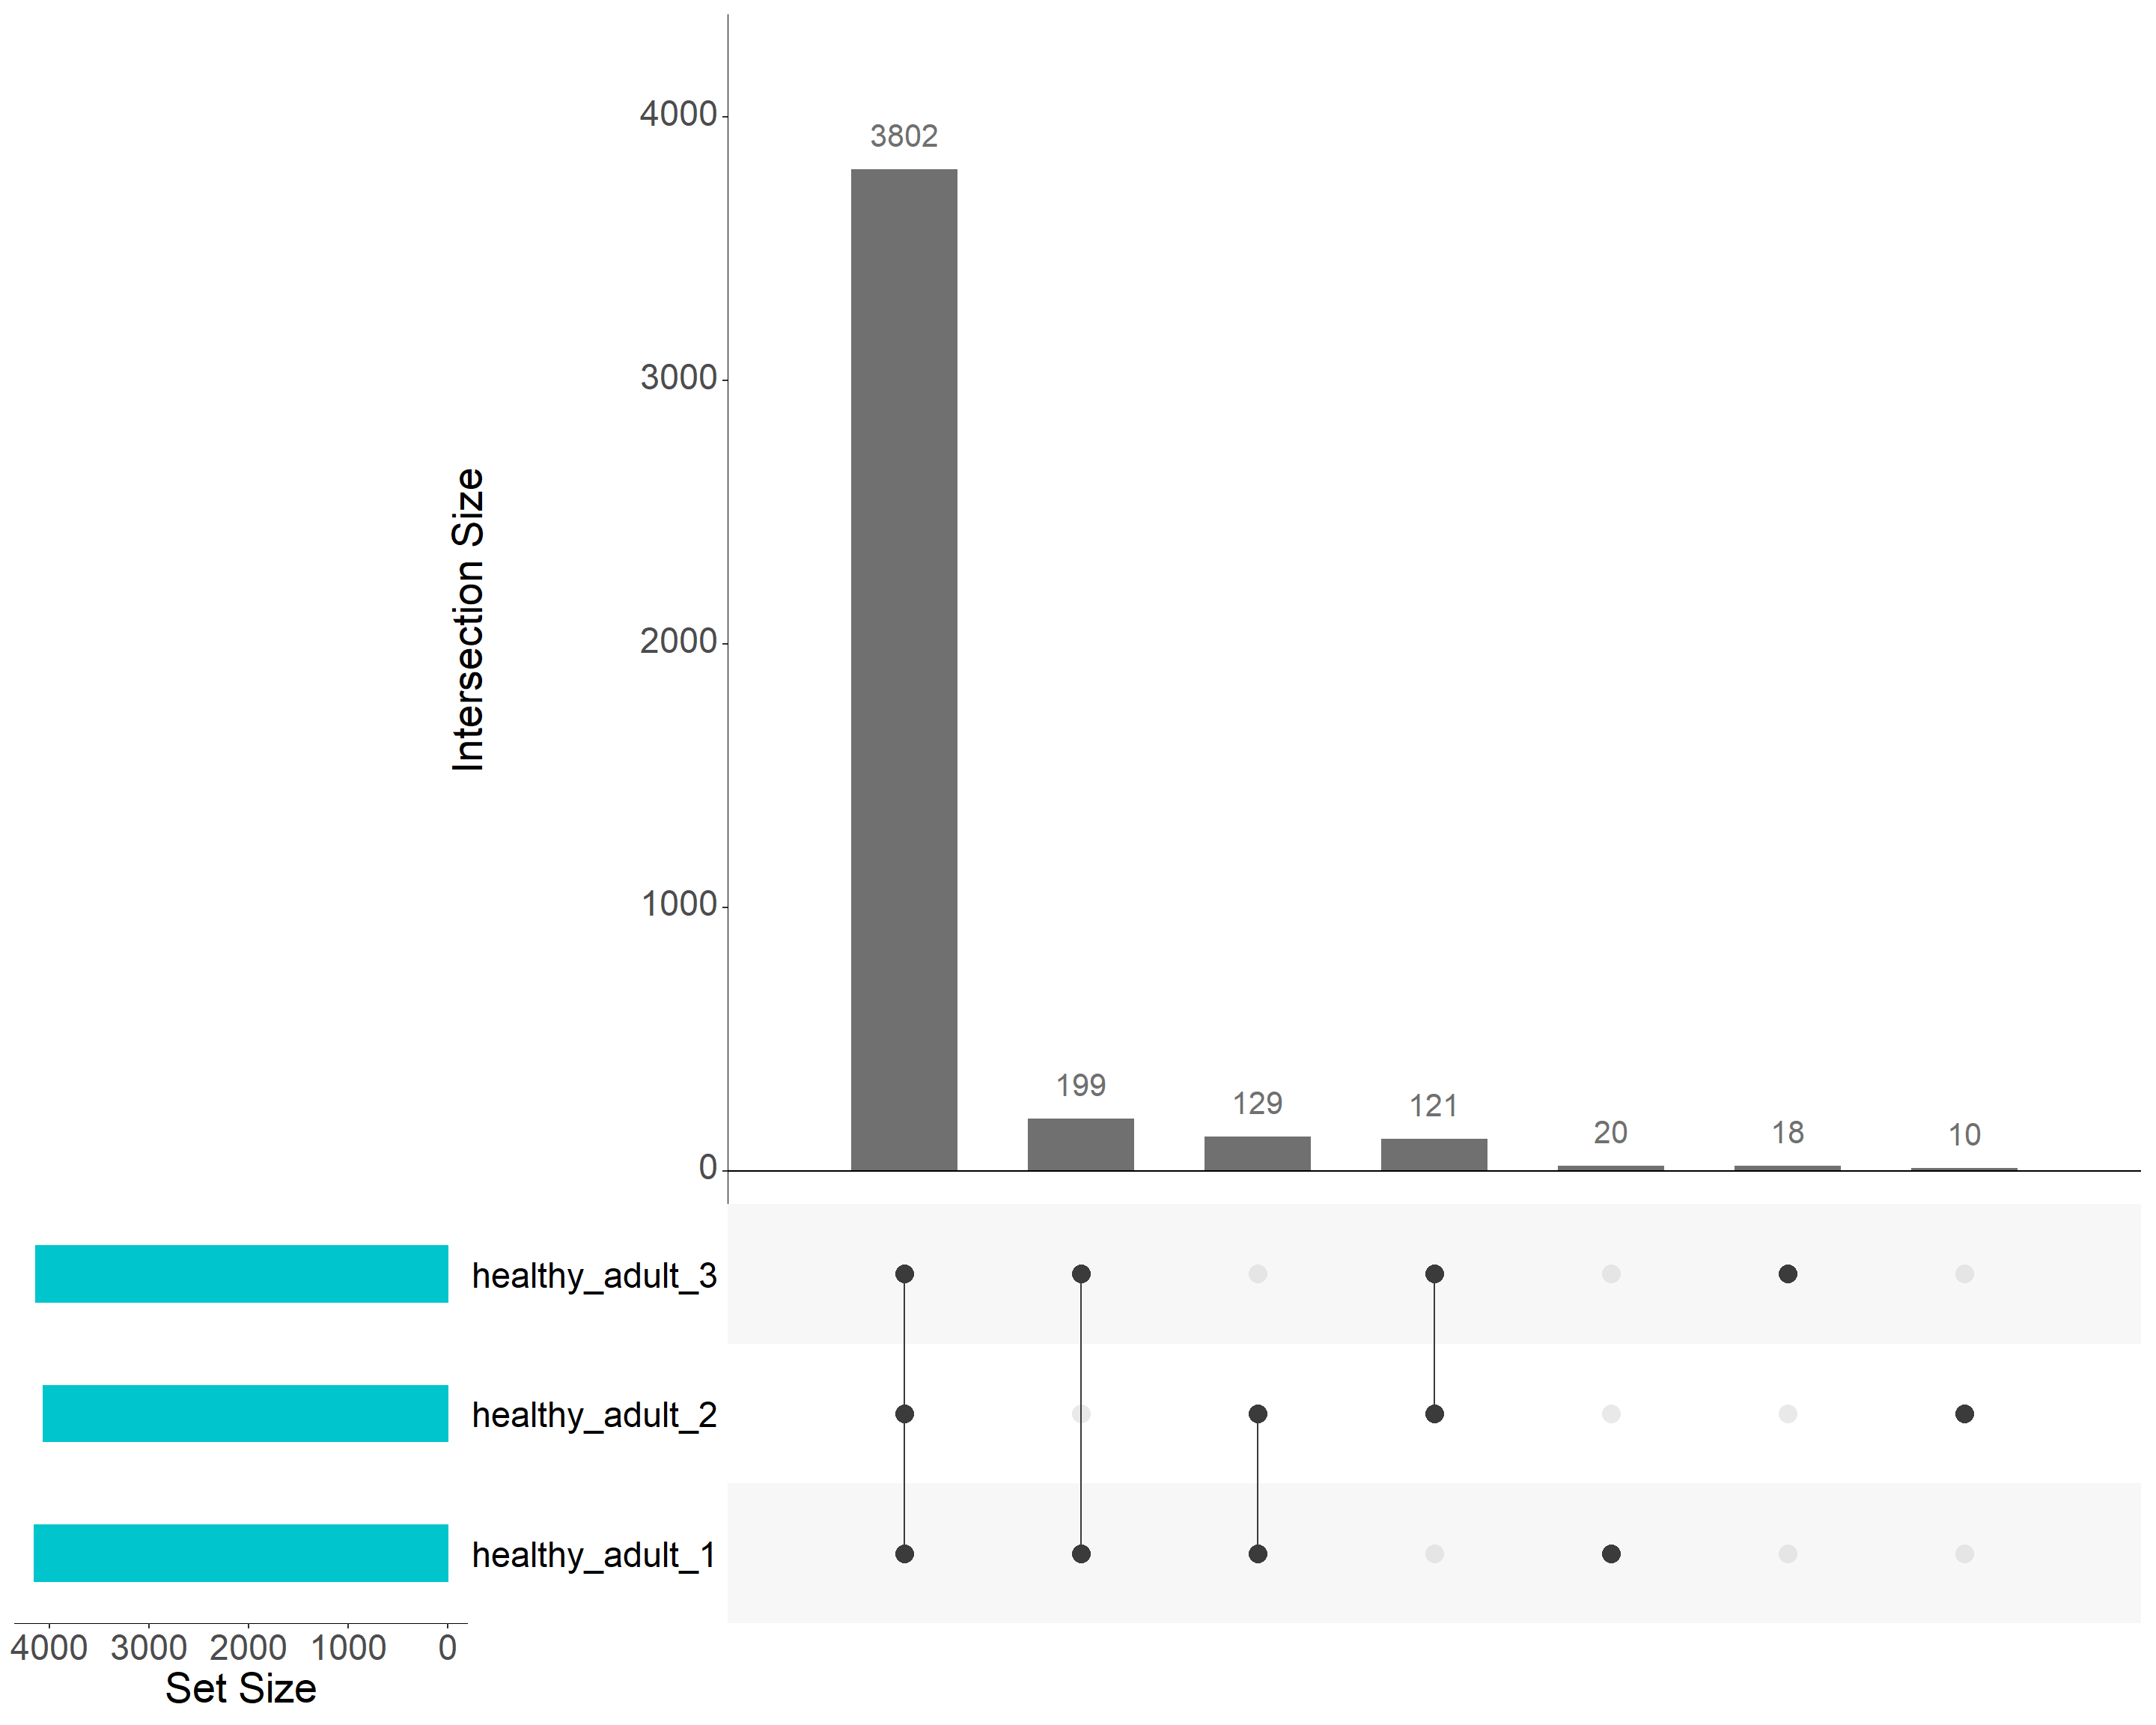 Intersection Size
4000
3000
2000
1000
0
3802
199
129
121
20
18
10
healthy_adult_3
healthy_adult_2
healthy_adult_1
4000 3000 2000 1000 0
Set Size